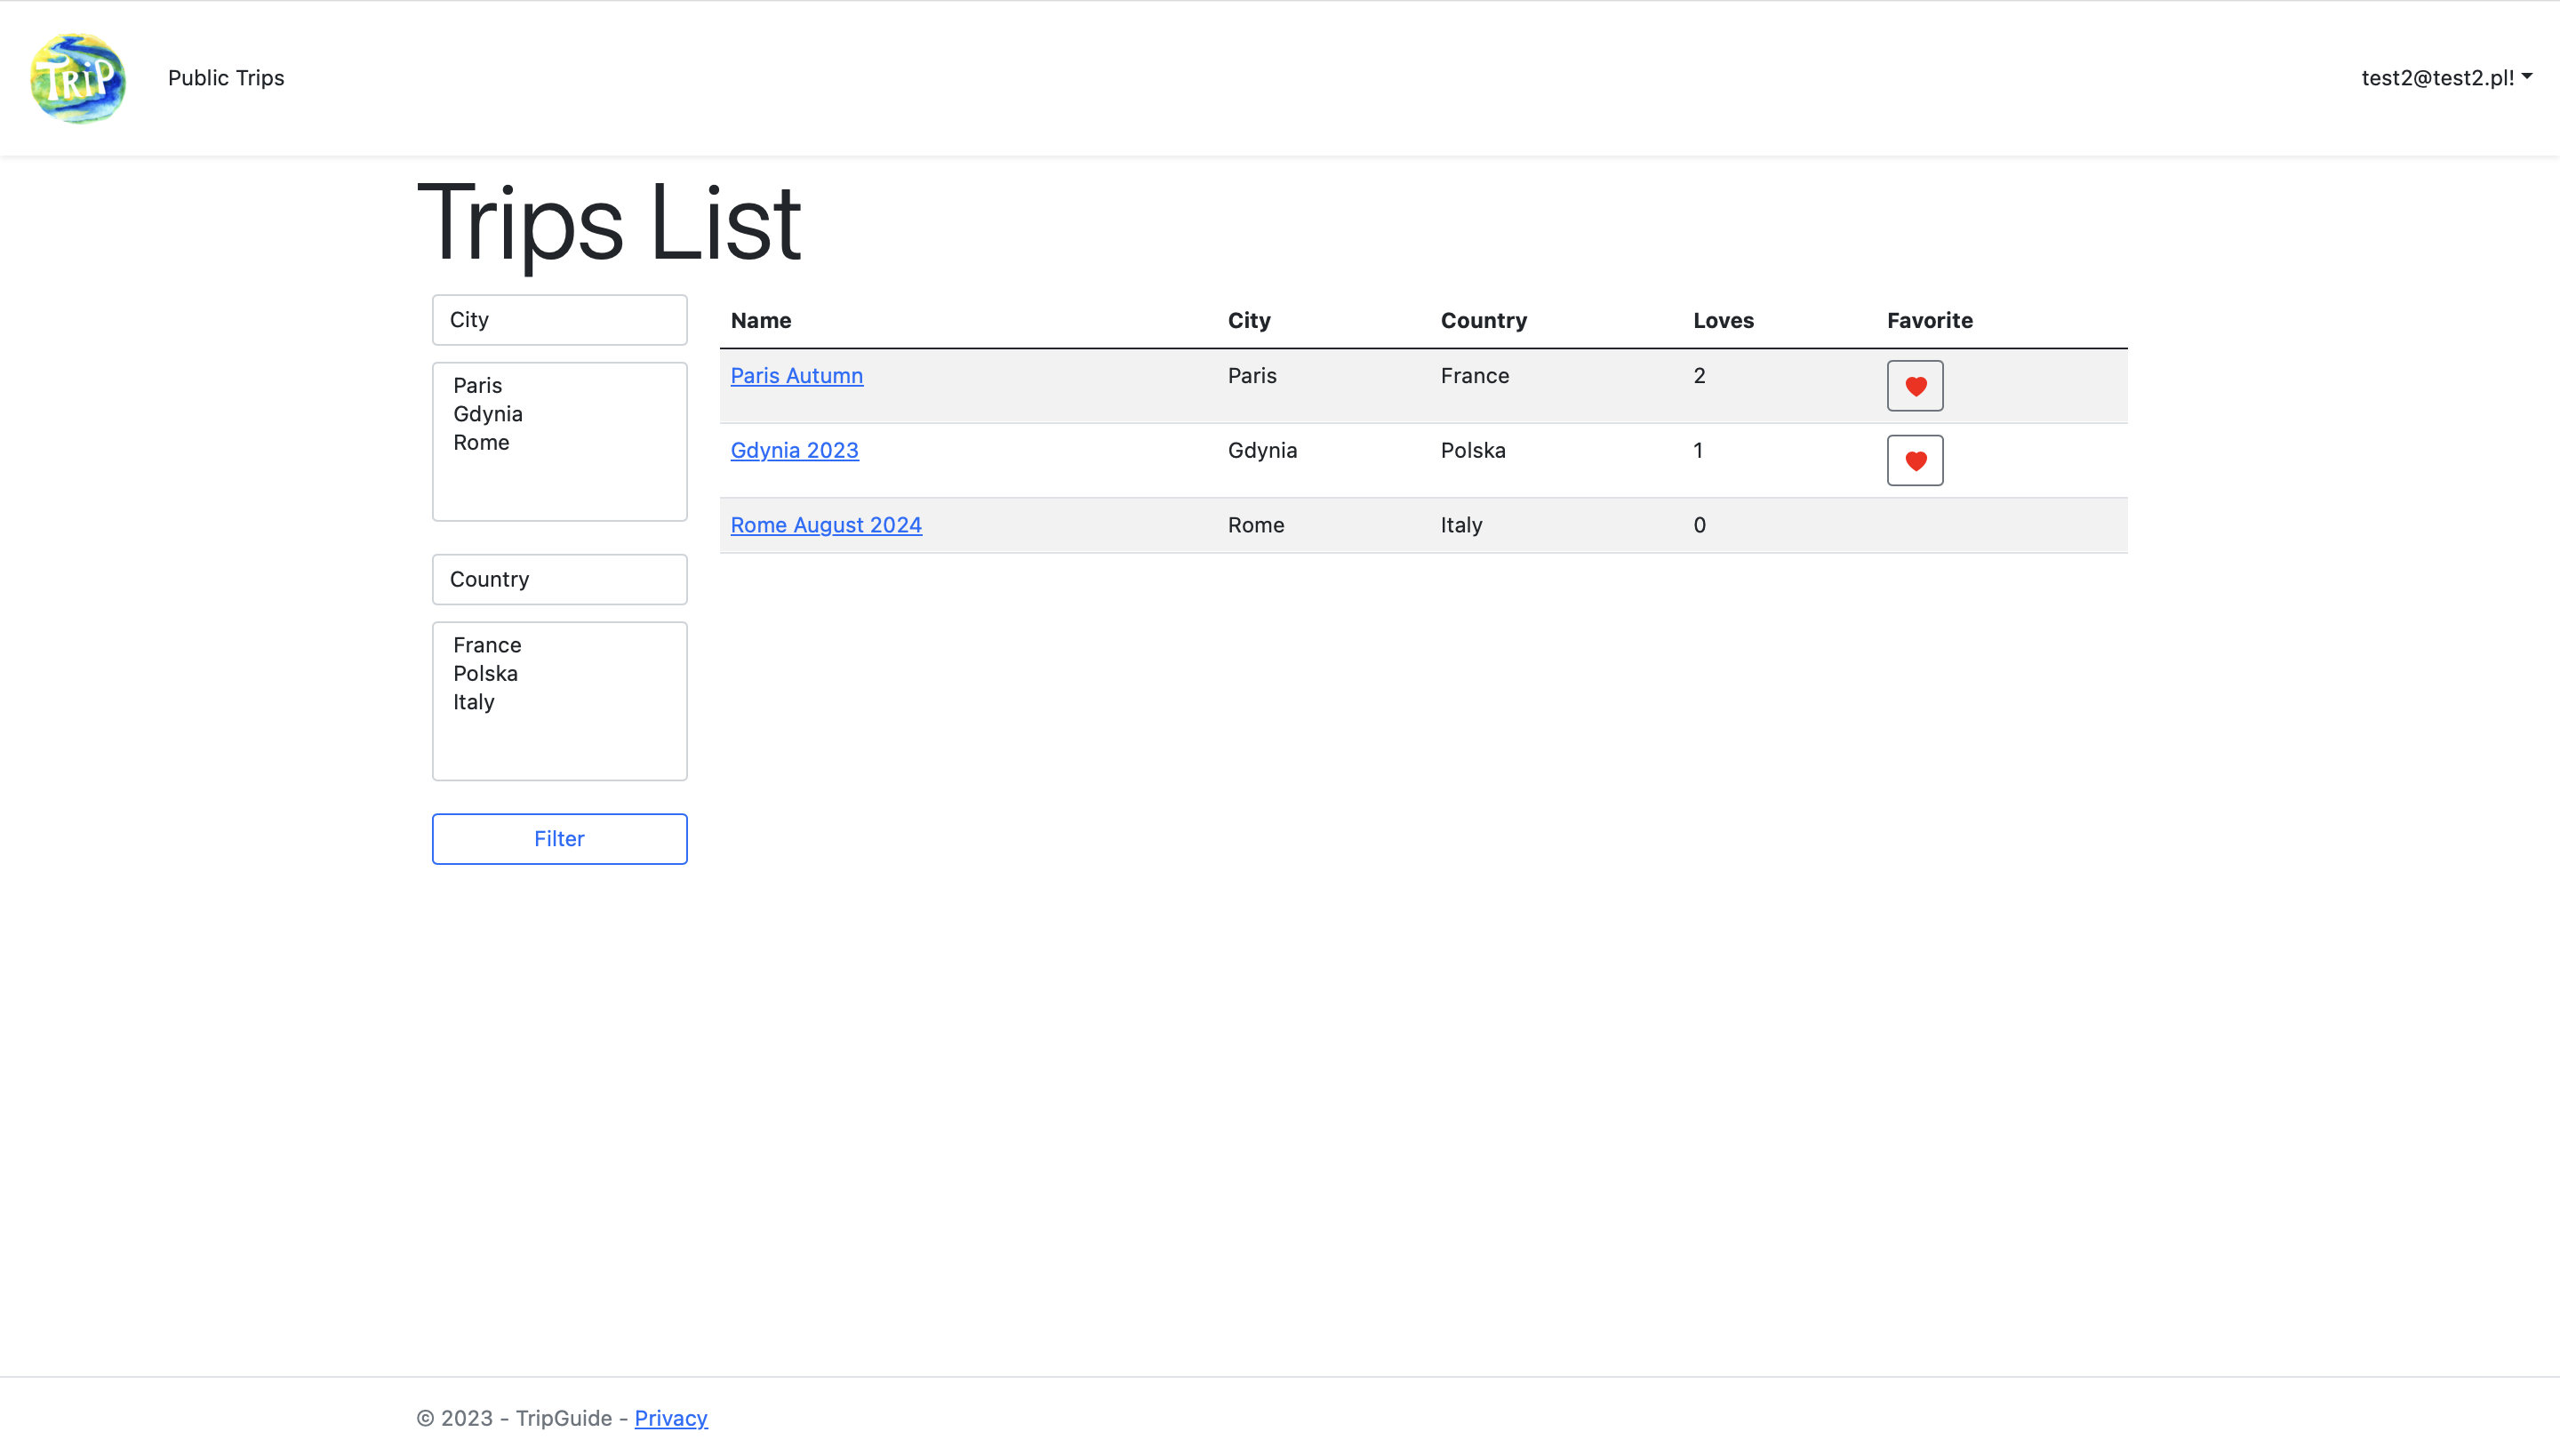 TRiP
Public Trips
test2@test2.pl!
Trips List
City
Paris
Gdynia
Rome
Country
France
Polska
Italy
Filter
Name City Country Loves Favorite
Paris Autumn Paris France 2
Gdynia 2023 Gdynia Polska 1
Rome August 2024 Rome Italy 0
© 2023 - TripGuide - Privacy